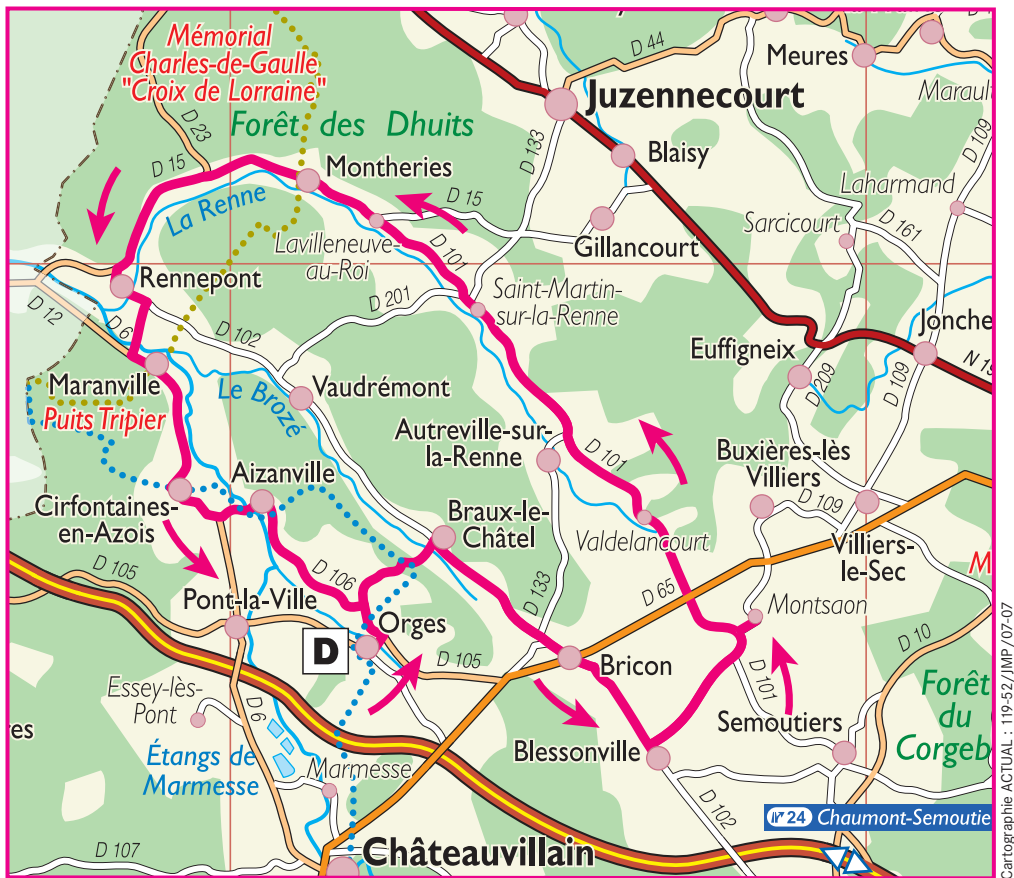 Mémorial
Charles-de-Gaulle
"Croix de Lorraine"
D 44
Meures
Juzennecourt
Maraul
D 23
Forêt des Dhuits
D 133
D 109
D 15
Montheries
Blaisy
Laharmand
La Renne
D 15
Sarcicourt
D 161
Lavilleneuve-
au-Roi
D 101
Gillancourt
Rennepont
D 201
Saint-Martin-
sur-la-Renne
D 12
D 6
D 102
Jonche
Euffigneix
N 19
Maranville
Le Brozé
Vaudrémont
D 209
D 109
Puits Tripier
Autreville-sur-
la-Renne
D 101
Buxières-lès
Villiers
Aizanville
Cirfontaines-
en-Azois
Braux-le-
Châtel
D 109
Valdelancourt
Villiers-
le-Sec
D 105
D 106
D 133
D 65
M
Pont-la-Ville
Montsaon
Orges
D
D 105
Bricon
D 10
Essey-lès-
Pont
D 6
D 101
Forêt
du
Corgeb
res
Semoutiers
Étangs de
Marmesse
Marmesse
Blessonville
D 102
N° 24 Chaumont-Semoutie
D 107
Châteauvillain
Cartographie ACTUAL : 119-52/JMP/07-07